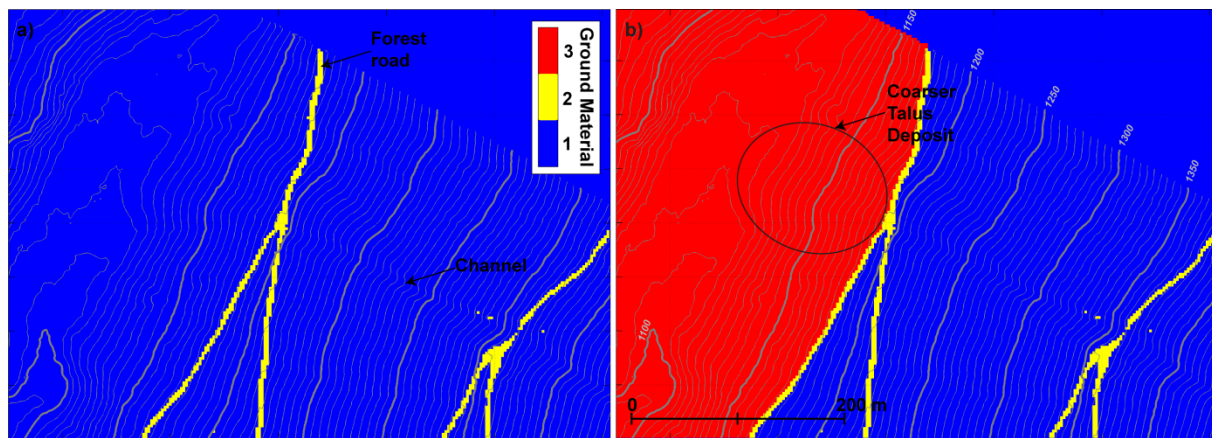 a)
Forest
road
Channel
3
2
1
Ground Material
b)
1150
1200
1250
1300
1350
Coarser
Talus
Deposit
1100
0
200 m